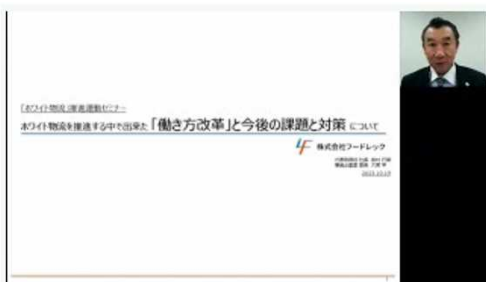 「ホワイト物流」推進運動セミナー
ホワイト物流を推進する中で出来た「働き方改革」と今後の課題と対策 について
株式会社フードレック